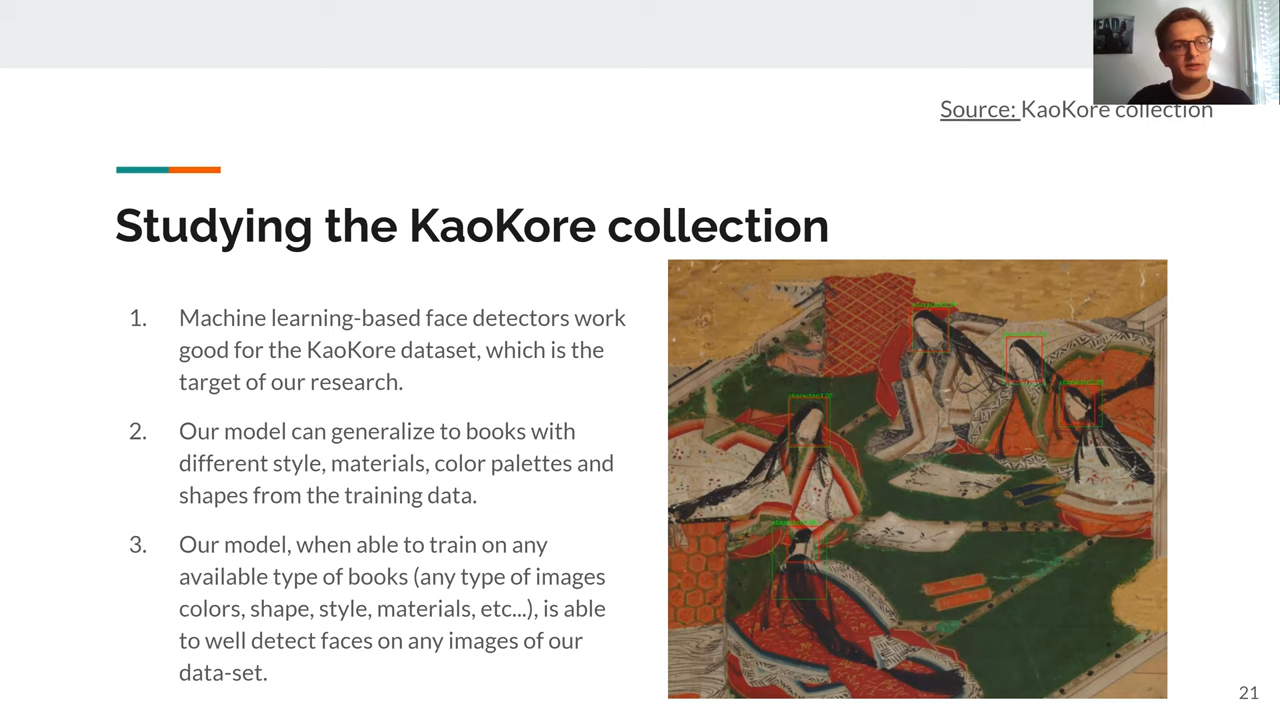 Source: KaoKore collection
Studying the KaoKore collection
1. Machine learning-based face detectors work
good for the KaoKore dataset, which is the
target of our research.
2. Our model can generalize to books with
different style, materials, color palettes and
shapes from the training data.
3. Our model, when able to train on any
available type of books (any type of images
colors, shape, style, materials, etc...), is able
to well detect faces on any images of our
data-set.
21